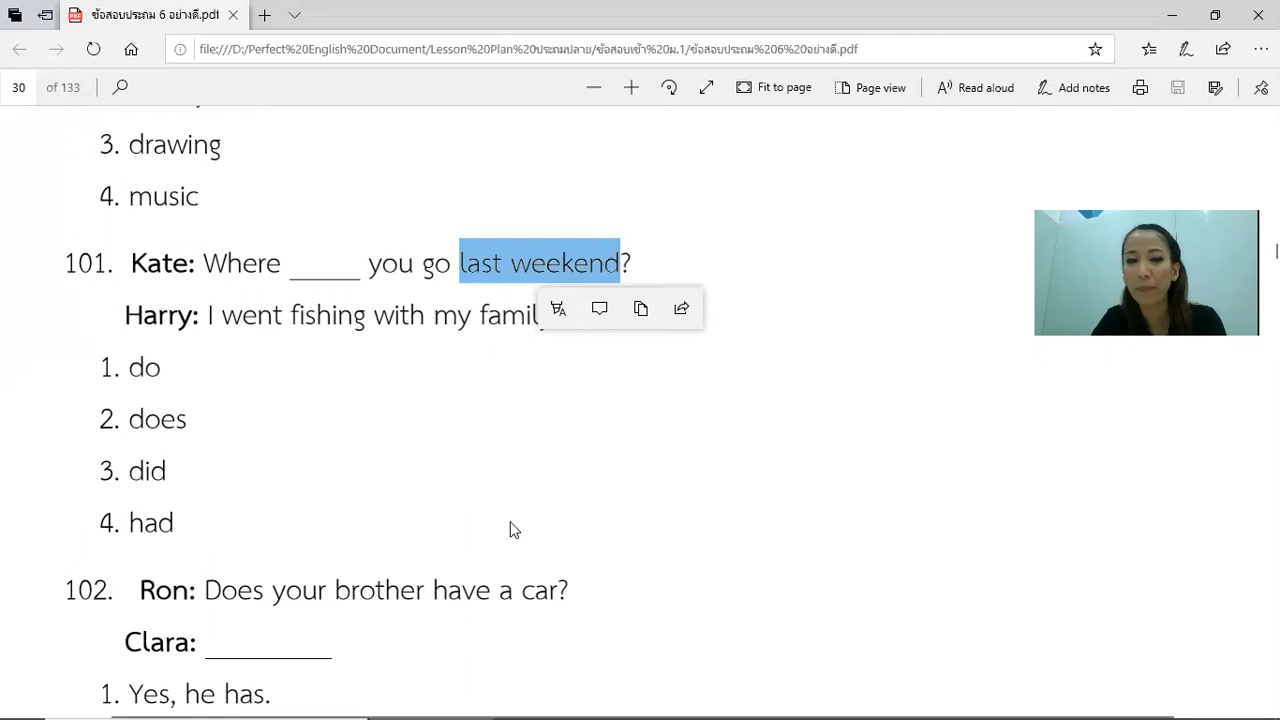 ข้อสอบประถม 6 อย่างดี.pdf
file:///D:/Perfect%20English%20Document/Lesson%20Plan%20ประถมปลาย/ข้อสอบเข้า%20ม.1/ข้อสอบประถม%206%20อย่างดี.pdf
30 of 133 Fit to page Page view Read aloud Add notes
3. drawing
4. music
101. Kate: Where _____ you go last weekend?
Harry: I went fishing with my family
1. do
2. does
3. did
4. had
102. Ron: Does your brother have a car?
Clara: _________
1. Yes, he has.